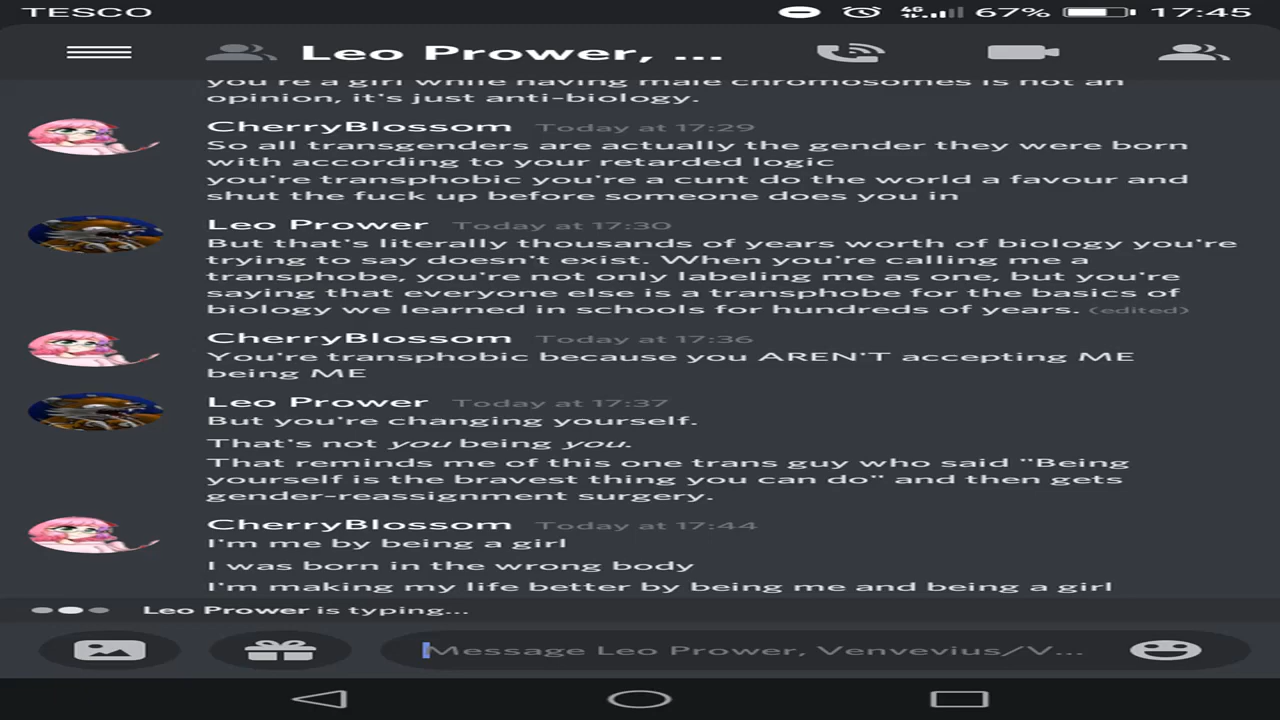 TESCO 4G 67% 17:45
Leo Prower, ...
you're a girl while having male chromosomes is not an
opinion, it's just anti-biology.
CherryBlossom Today at 17:29
So all transgenders are actually the gender they were born
with according to your retarded logic
you're transphobic you're a cunt do the world a favour and
shut the fuck up before someone does you in
Leo Prower Today at 17:30
But that's literally thousands of years worth of biology you're
trying to say doesn't exist. When you're calling me a
transphobe, you're not only labeling me as one, but you're
saying that everyone else is a transphobe for the basics of
biology we learned in schools for hundreds of years. (edited)
CherryBlossom Today at 17:36
You're transphobic because you AREN'T accepting ME
being ME
Leo Prower Today at 17:37
But you're changing yourself.
That's not you being you.
That reminds me of this one trans guy who said "Being
yourself is the bravest thing you can do" and then gets
gender-reassignment surgery.
CherryBlossom Today at 17:44
I'm me by being a girl
I was born in the wrong body
I'm making my life better by being me and being a girl
Leo Prower is typing...
Message Leo Prower, Venvevius/V...